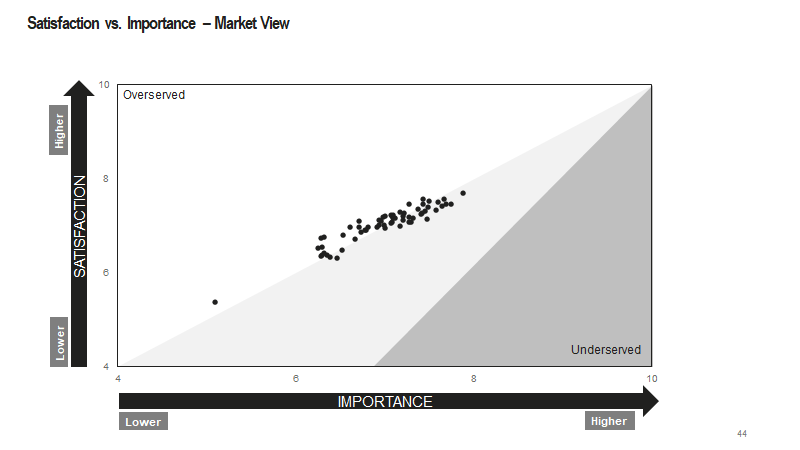 Satisfaction vs. Importance – Market View
10
Overserved
Higher
8
SATISFACTION
6
Lower
Underserved
4
4
6
8
10
IMPORTANCE
Lower
Higher
44